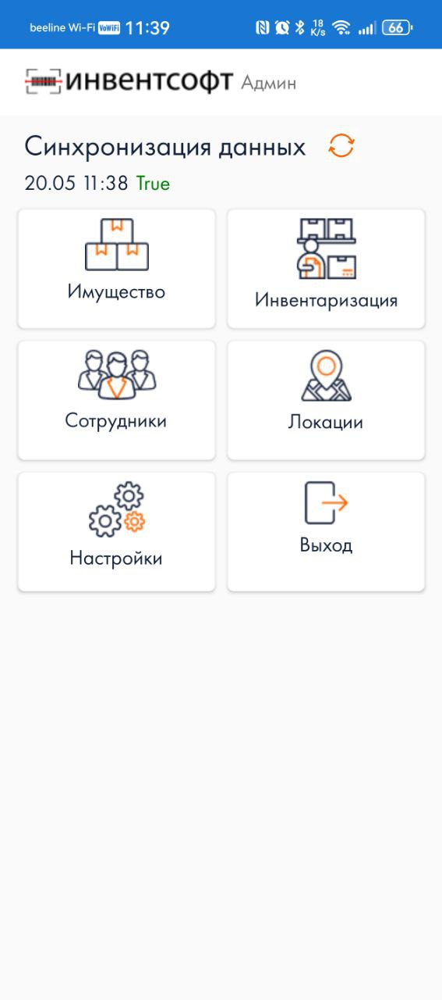 beeline Wi-Fi VoWiFi 11:39 18 K/s 66
ИНВЕНТСОФТ Админ
Синхронизация данных
20.05 11:38 True
Имущество
Инвентаризация
Сотрудники
Локации
Настройки
Выход